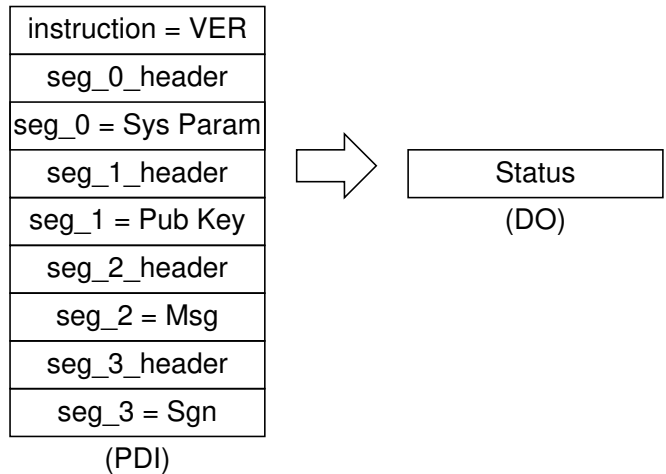 instruction = VER
seg_0_header
seg_0 = Sys Param
seg_1_header
seg_1 = Pub Key
seg_2_header
seg_2 = Msg
seg_3_header
seg_3 = Sgn
(PDI)
Status
(DO)